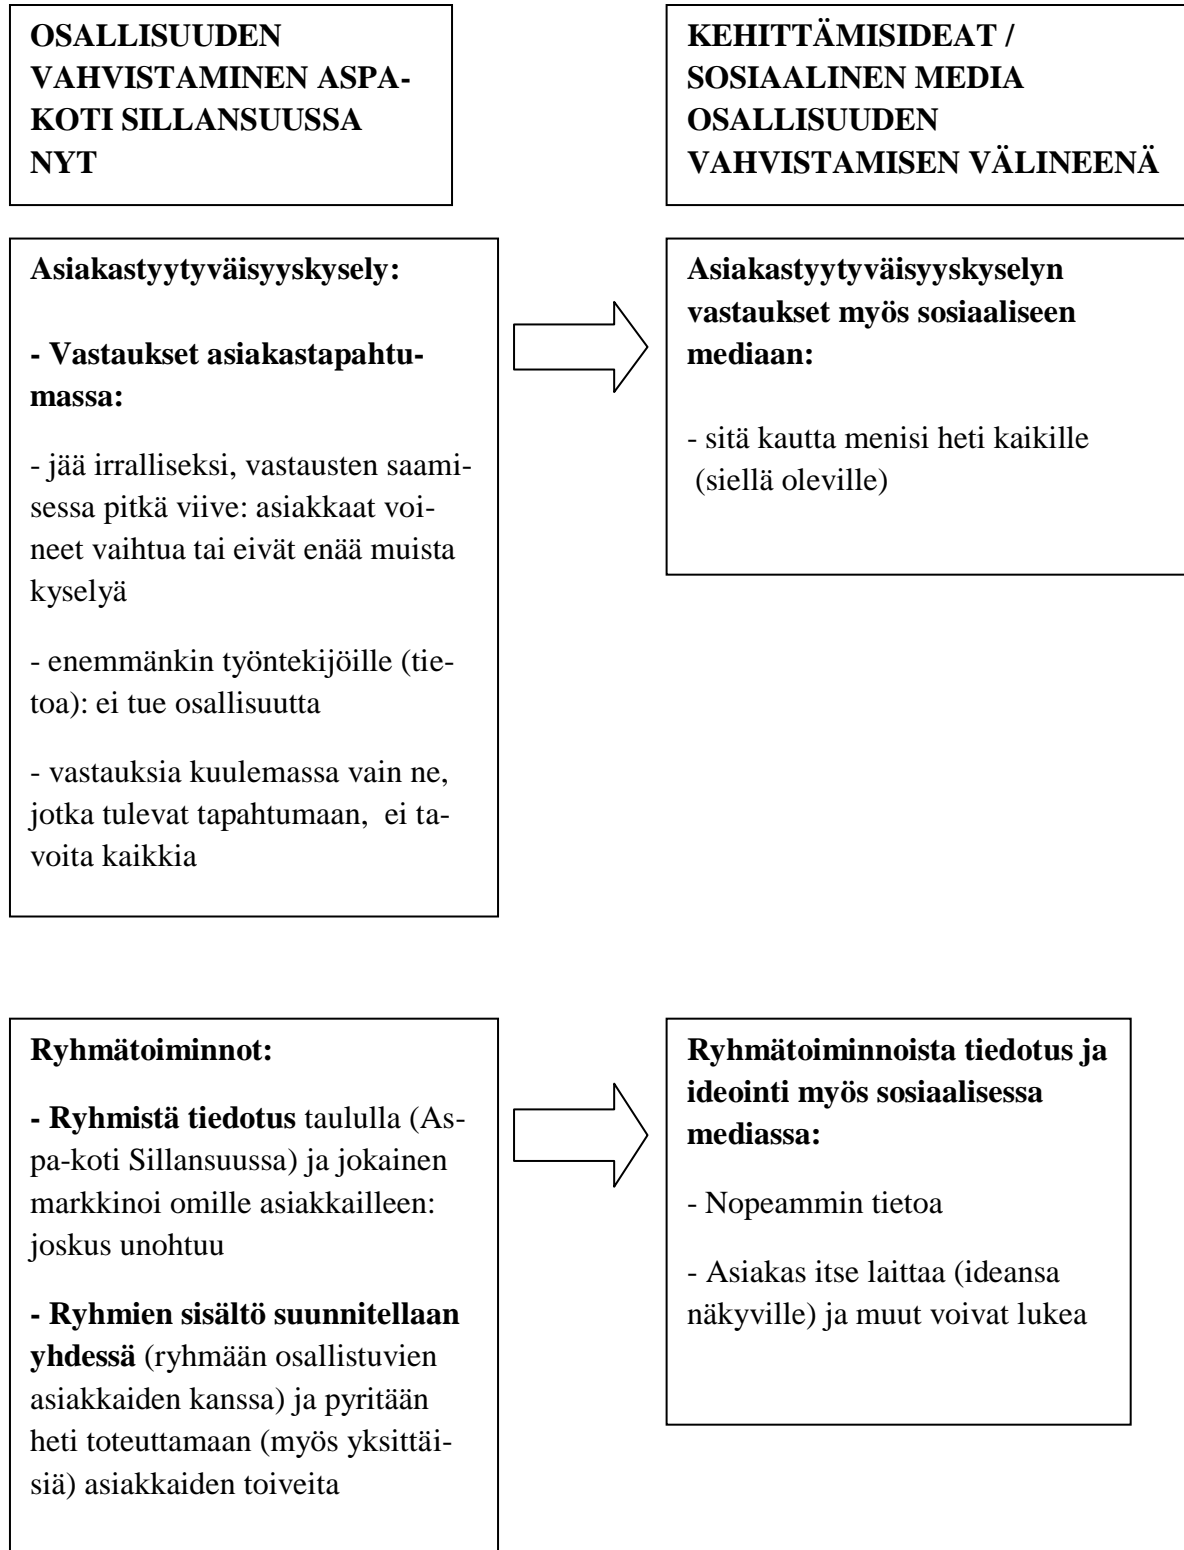 OSALLISUUDEN
VAHVISTAMINEN ASPA-
KOTI SILLANSUUSSA
NYT
KEHITTÄMISIDEAT /
SOSIAALINEN MEDIA
OSALLISUUDEN
VAHVISTAMISEN VÄLINEENÄ
Asiakastyytyväisyyskysely:
- Vastaukset asiakastapahtu-
massa:
- jää irralliseksi, vastausten saami-
sessa pitkä viive: asiakkaat voi-
neet vaihtua tai eivät enää muista
kyselyä
- enemmänkin työntekijöille (tie-
toa): ei tue osallisuutta
- vastauksia kuulemassa vain ne,
jotka tulevat tapahtumaan,  ei ta-
voita kaikkia
Asiakastyytyväisyyskyselyn
vastaukset myös sosiaaliseen
mediaan:
- sitä kautta menisi heti kaikille
(siellä oleville)
Ryhmätoiminnot:
- Ryhmistä tiedotus taululla (As-
pa-koti Sillansuussa) ja jokainen
markkinoi omille asiakkailleen:
joskus unohtuu
- Ryhmien sisältö suunnitellaan
yhdessä (ryhmään osallistuvien
asiakkaiden kanssa) ja pyritään
heti toteuttamaan (myös yksittäi-
siä) asiakkaiden toiveita
Ryhmätoiminnoista tiedotus ja
ideointi myös sosiaalisessa
mediassa:
- Nopeammin tietoa
- Asiakas itse laittaa (ideansa
näkyville) ja muut voivat lukea